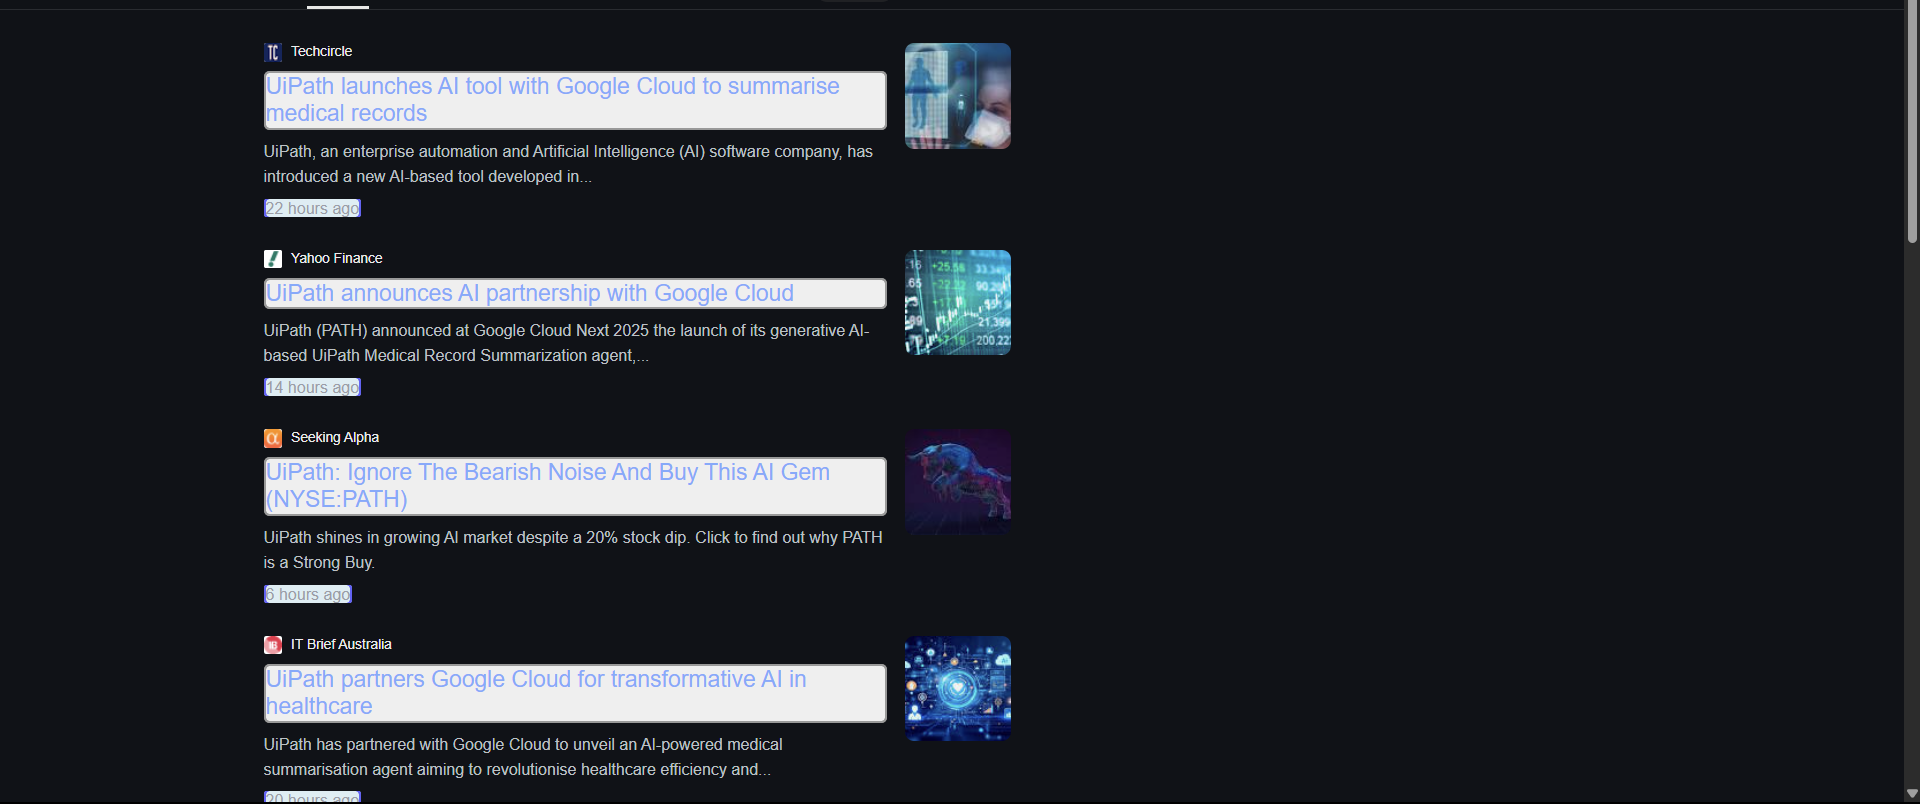 Techcircle
UiPath launches AI tool with Google Cloud to summarise
medical records
UiPath, an enterprise automation and Artificial Intelligence (AI) software company, has
introduced a new AI-based tool developed in...
22 hours ago
Yahoo Finance
UiPath announces AI partnership with Google Cloud
UiPath (PATH) announced at Google Cloud Next 2025 the launch of its generative AI-
based UiPath Medical Record Summarization agent,...
14 hours ago
Seeking Alpha
UiPath: Ignore The Bearish Noise And Buy This AI Gem
(NYSE:PATH)
UiPath shines in growing AI market despite a 20% stock dip. Click to find out why PATH
is a Strong Buy.
6 hours ago
IT Brief Australia
UiPath partners Google Cloud for transformative AI in
healthcare
UiPath has partnered with Google Cloud to unveil an AI-powered medical
summarisation agent aiming to revolutionise healthcare efficiency and...
20 hours ago